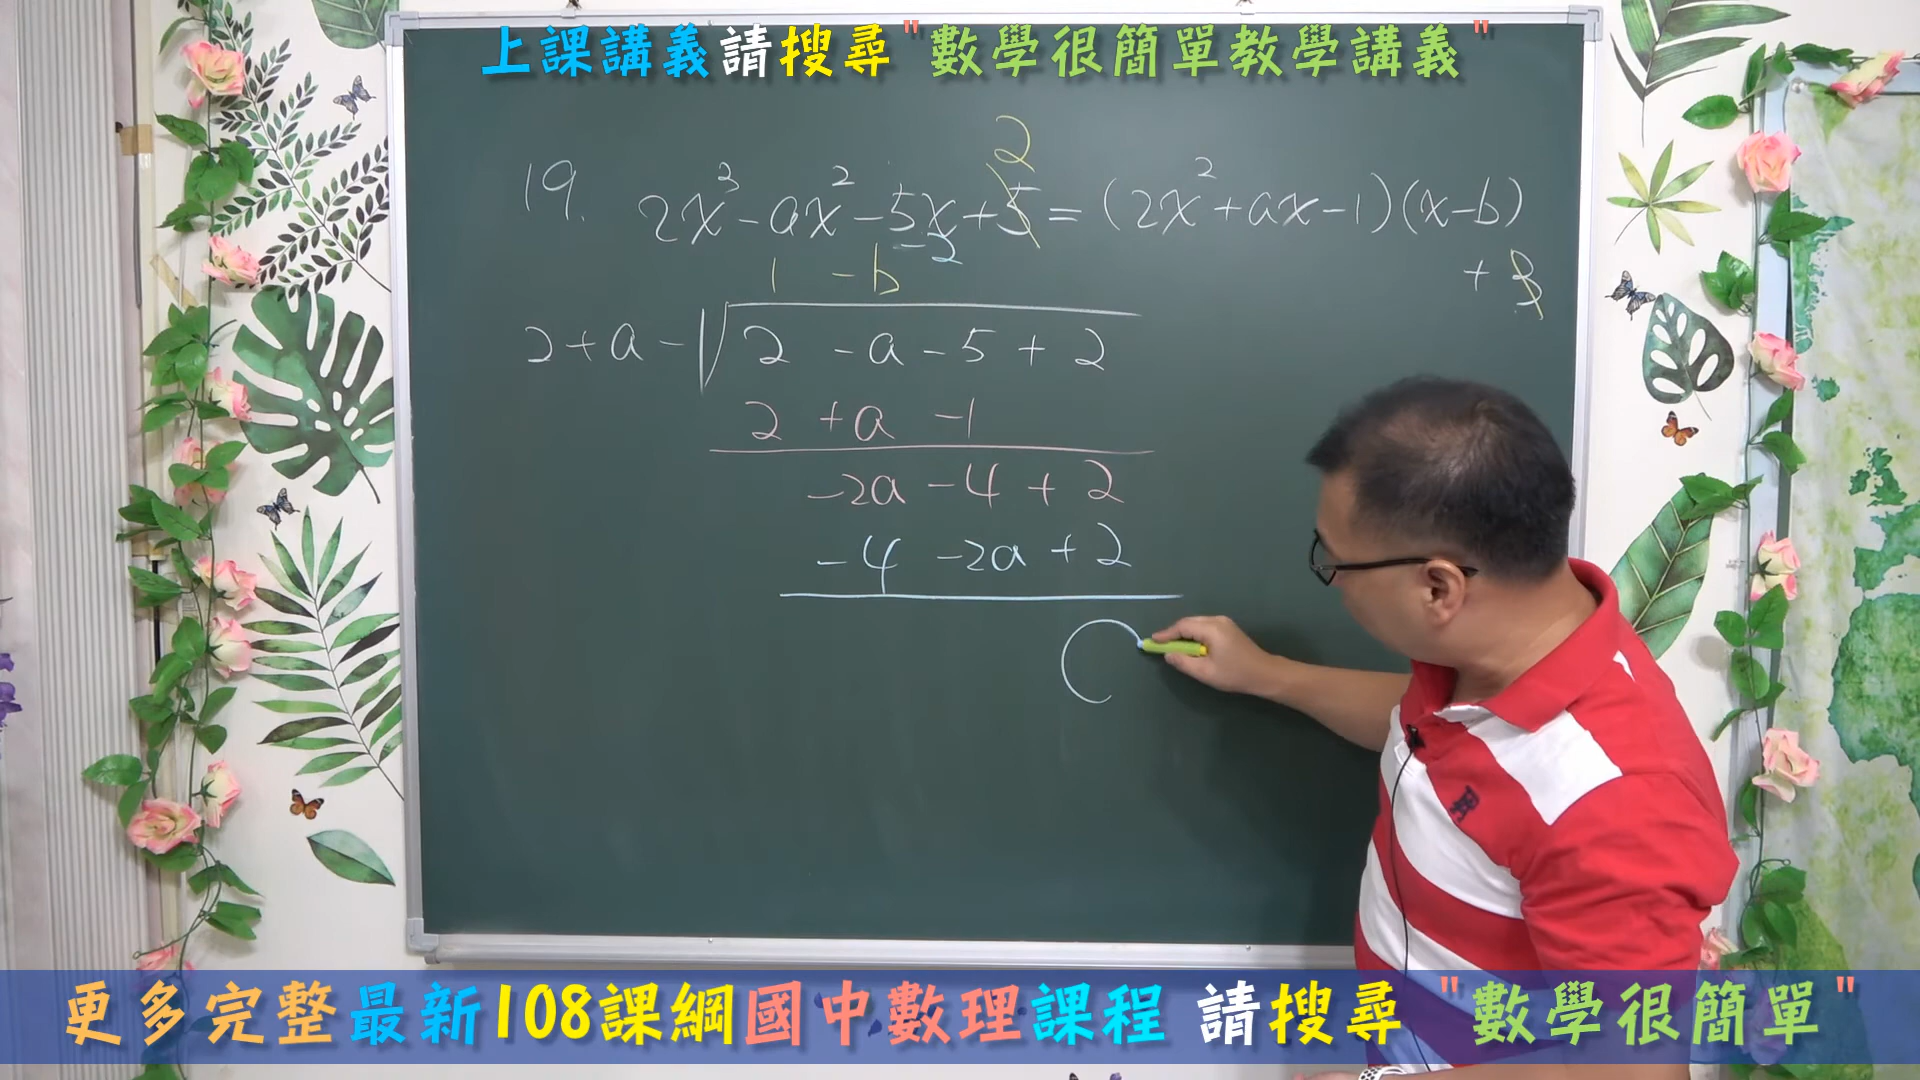 上課講義請搜尋"數學很簡單教學講義"
2
19. 2x³-ax²-5x+5=(2x²+ax-1)(x-b)
+3
1 -b -2
2+a-1 √2 -a-5+2
2 +a -1
-2a-4+2
-4 -2a+2
更多完整最新108課綱國中數理課程 請搜尋 "數學很簡單"